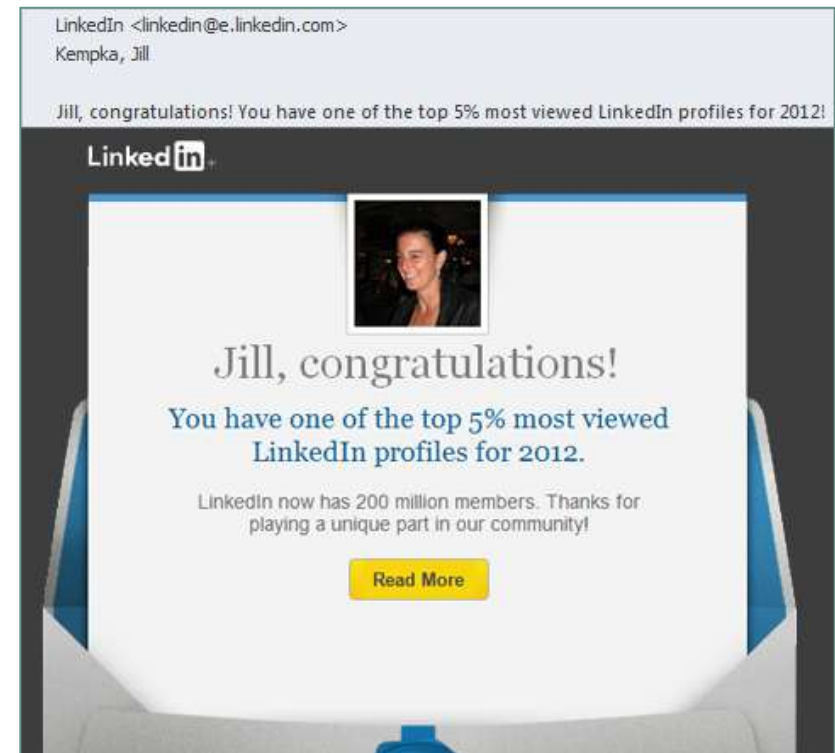 LinkedIn <linkedin@e.linkedin.com>
Kempka, Jill
Jill, congratulations! You have one of the top 5% most viewed LinkedIn profiles for 2012!
Linked in
Jill, congratulations!
You have one of the top 5% most viewed
LinkedIn profiles for 2012.
LinkedIn now has 200 million members. Thanks for
playing a unique part in our community!
Read More